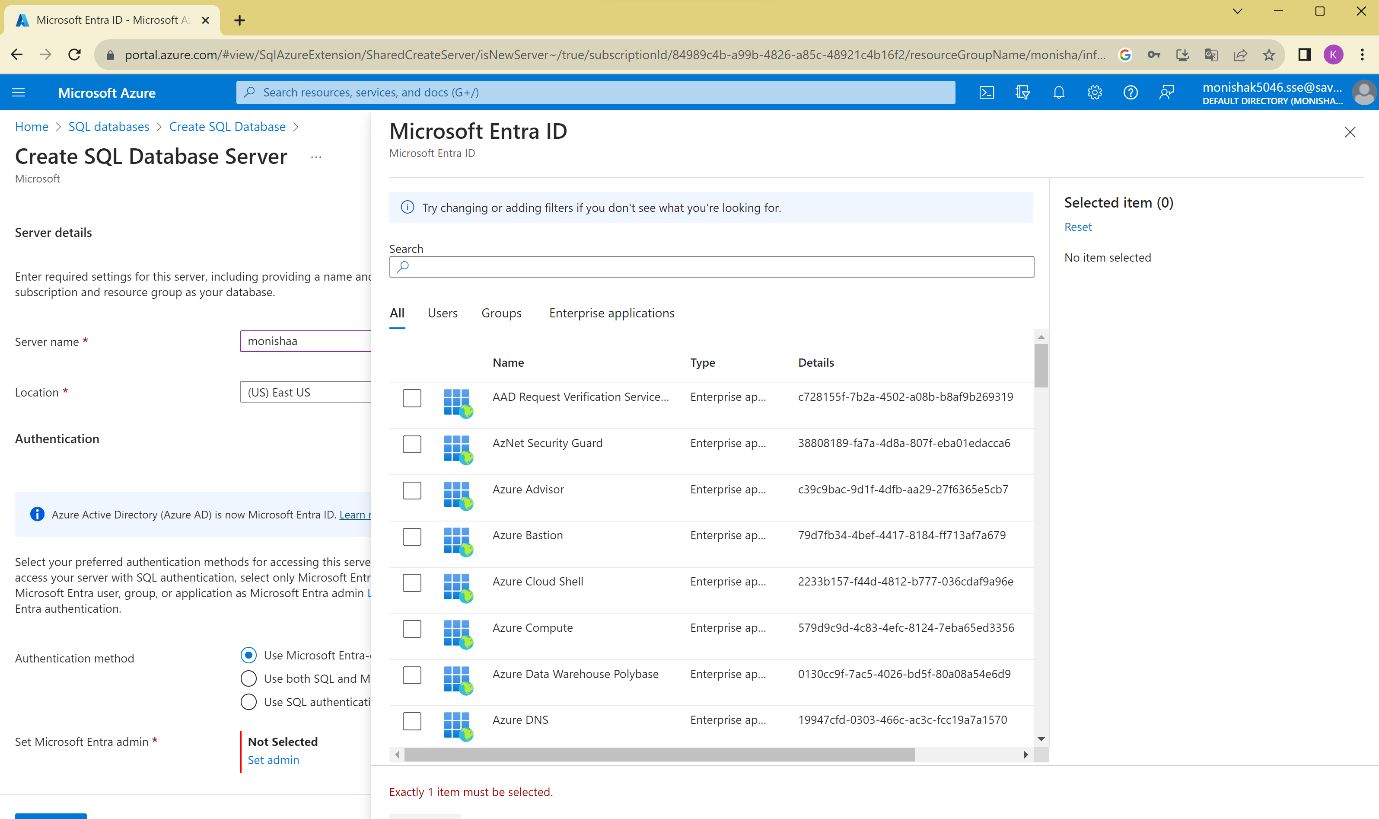 Microsoft Entra ID - Microsoft Az
portal.azure.com/#view/SqlAzureExtension/SharedCreateServer/isNewServer~/true/subscriptionId/84989c4b-a99b-4826-a85c-48921c4b16f2/resourceGroupName/monisha/inf...
K
Microsoft Azure
Search resources, services, and docs (G+/)
monishak5046.sse@sav...
DEFAULT DIRECTORY (MONISHA...
Home > SQL databases > Create SQL Database >
Create SQL Database Server ...
Microsoft
Server details
Enter required settings for this server, including providing a name and
subscription and resource group as your database.
Server name *
monishaa
Location *
(US) East US
Authentication
Azure Active Directory (Azure AD) is now Microsoft Entra ID. Learn
Select your preferred authentication methods for accessing this serve
access your server with SQL authentication, select only Microsoft Entr
Microsoft Entra user, group, or application as Microsoft Entra admin L
Entra authentication.
Authentication method
Use Microsoft Entra-
Use both SQL and M
Use SQL authenticati
Set Microsoft Entra admin *
Not Selected
Set admin
Microsoft Entra ID
Microsoft Entra ID
Try changing or adding filters if you don't see what you're looking for.
Search
All Users Groups Enterprise applications
Name Type Details
AAD Request Verification Service... Enterprise ap... c728155f-7b2a-4502-a08b-b8af9b269319
AzNet Security Guard Enterprise ap... 38808189-fa7a-4d8a-807f-eba01edacca6
Azure Advisor Enterprise ap... c39c9bac-9d1f-4dfb-aa29-27f6365e5cb7
Azure Bastion Enterprise ap... 79d7fb34-4bef-4417-8184-ff713af7a679
Azure Cloud Shell Enterprise ap... 2233b157-f44d-4812-b777-036cdaf9a96e
Azure Compute Enterprise ap... 579d9c9d-4c83-4efc-8124-7eba65ed3356
Azure Data Warehouse Polybase Enterprise ap... 0130cc9f-7ac5-4026-bd5f-80a08a54e6d9
Azure DNS Enterprise ap... 19947cfd-0303-466c-ac3c-fcc19a7a1570
Exactly 1 item must be selected.
Selected item (0)
Reset
No item selected